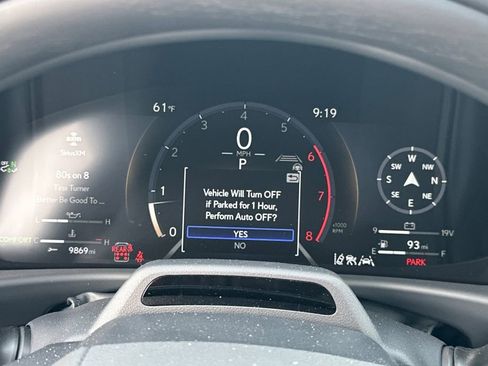 61°F
9:19
SiriusXM
80s on 8
Tina Turner
Better Be Good To ...
L H
COMFORT C H
9869 mi
REAR
0 1 2 3 4 5 6 7 8
0
MPH
P
x1000
RPM
Vehicle Will Turn OFF
if Parked for 1 Hour,
Perform Auto OFF?
YES
NO
W
SW NW
S N
SE NE
E
9 19V
E 93 mi F
PARK